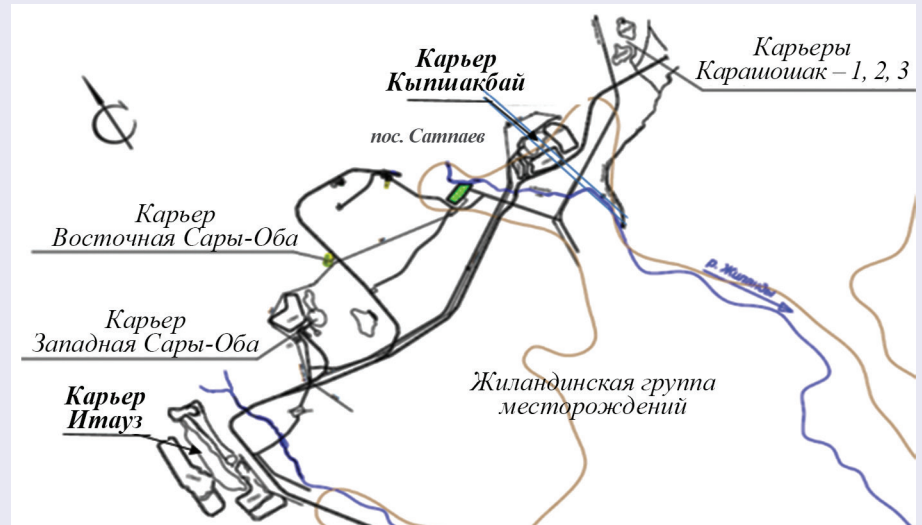 Карьеры
Карашошак – 1, 2, 3
Карьер
Кыпшакбай
пос. Сатпаев
Карьер
Восточная Сары-Оба
р. Жиланды
Карьер
Западная Сары-Оба
Жиландинская группа
месторождений
Карьер
Итауз